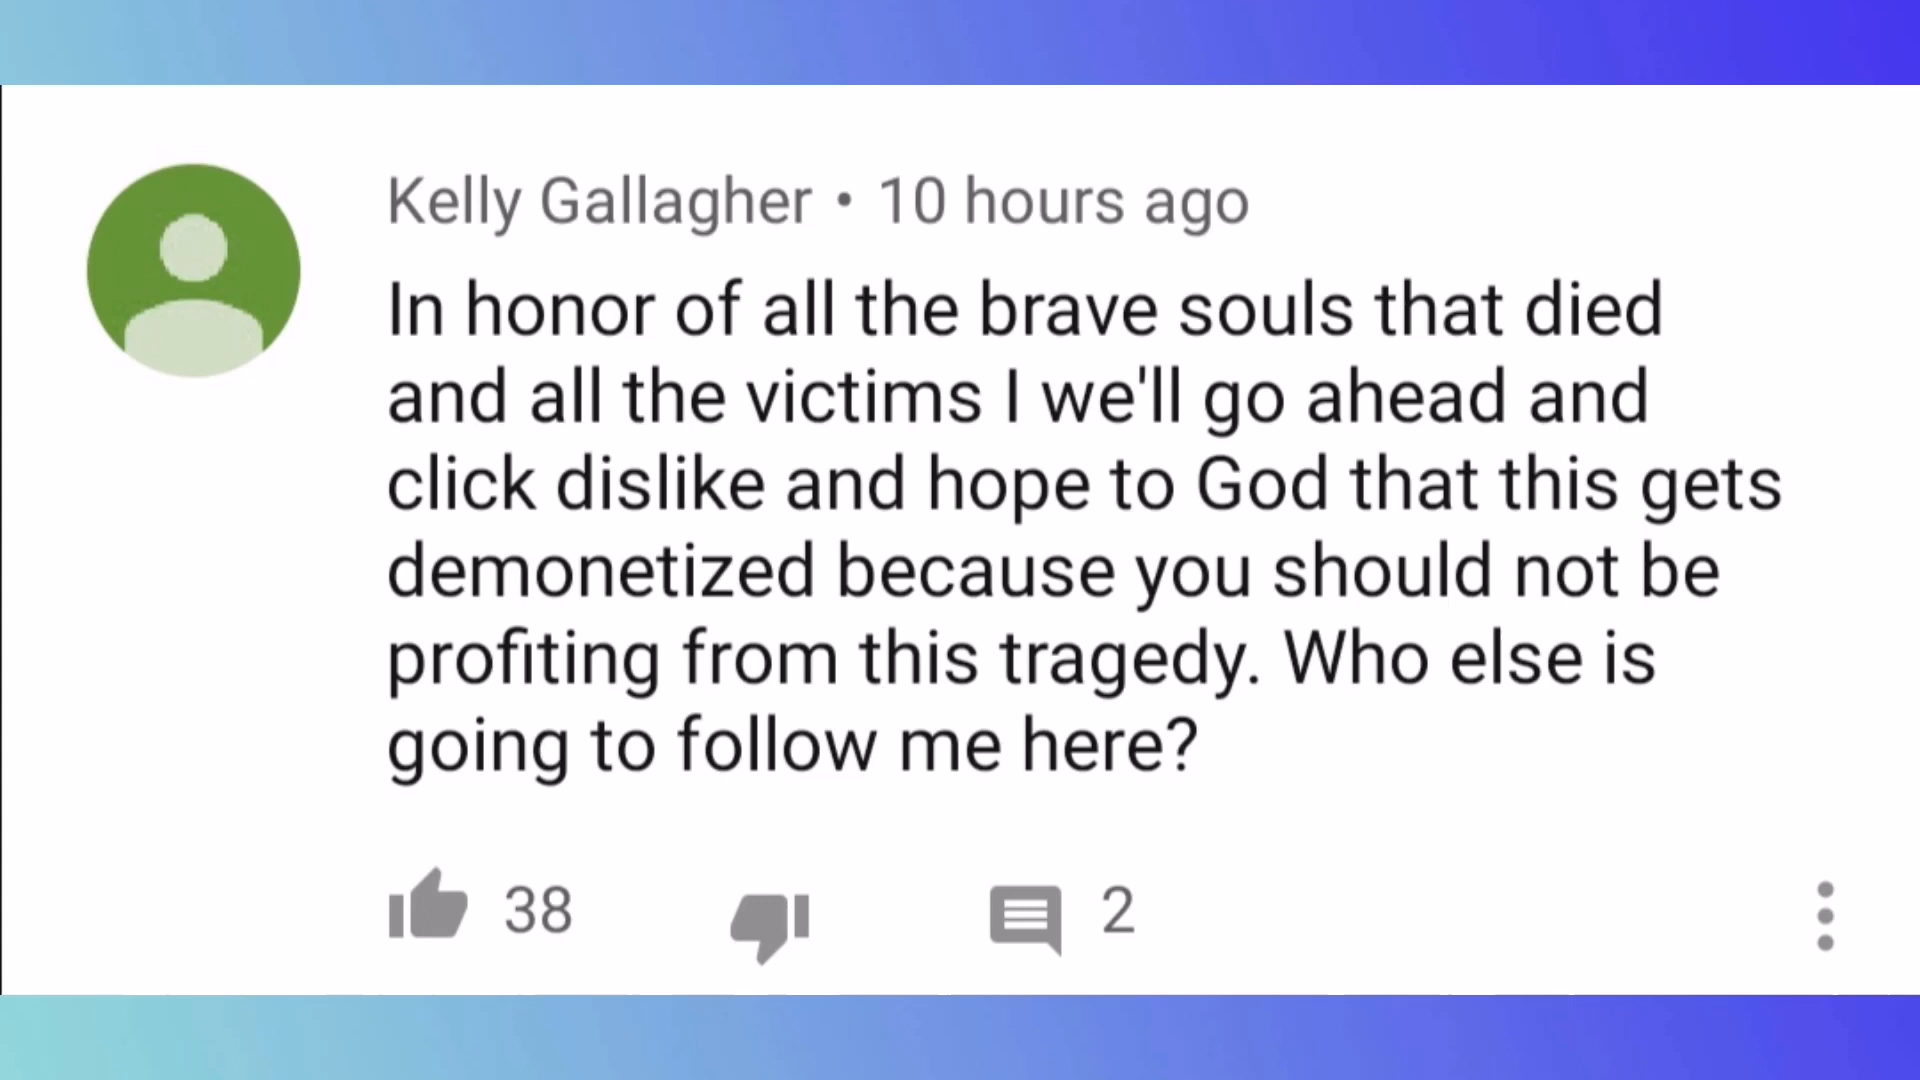 Kelly Gallagher • 10 hours ago
In honor of all the brave souls that died
and all the victims I we'll go ahead and
click dislike and hope to God that this gets
demonetized because you should not be
profiting from this tragedy. Who else is
going to follow me here?
38 2